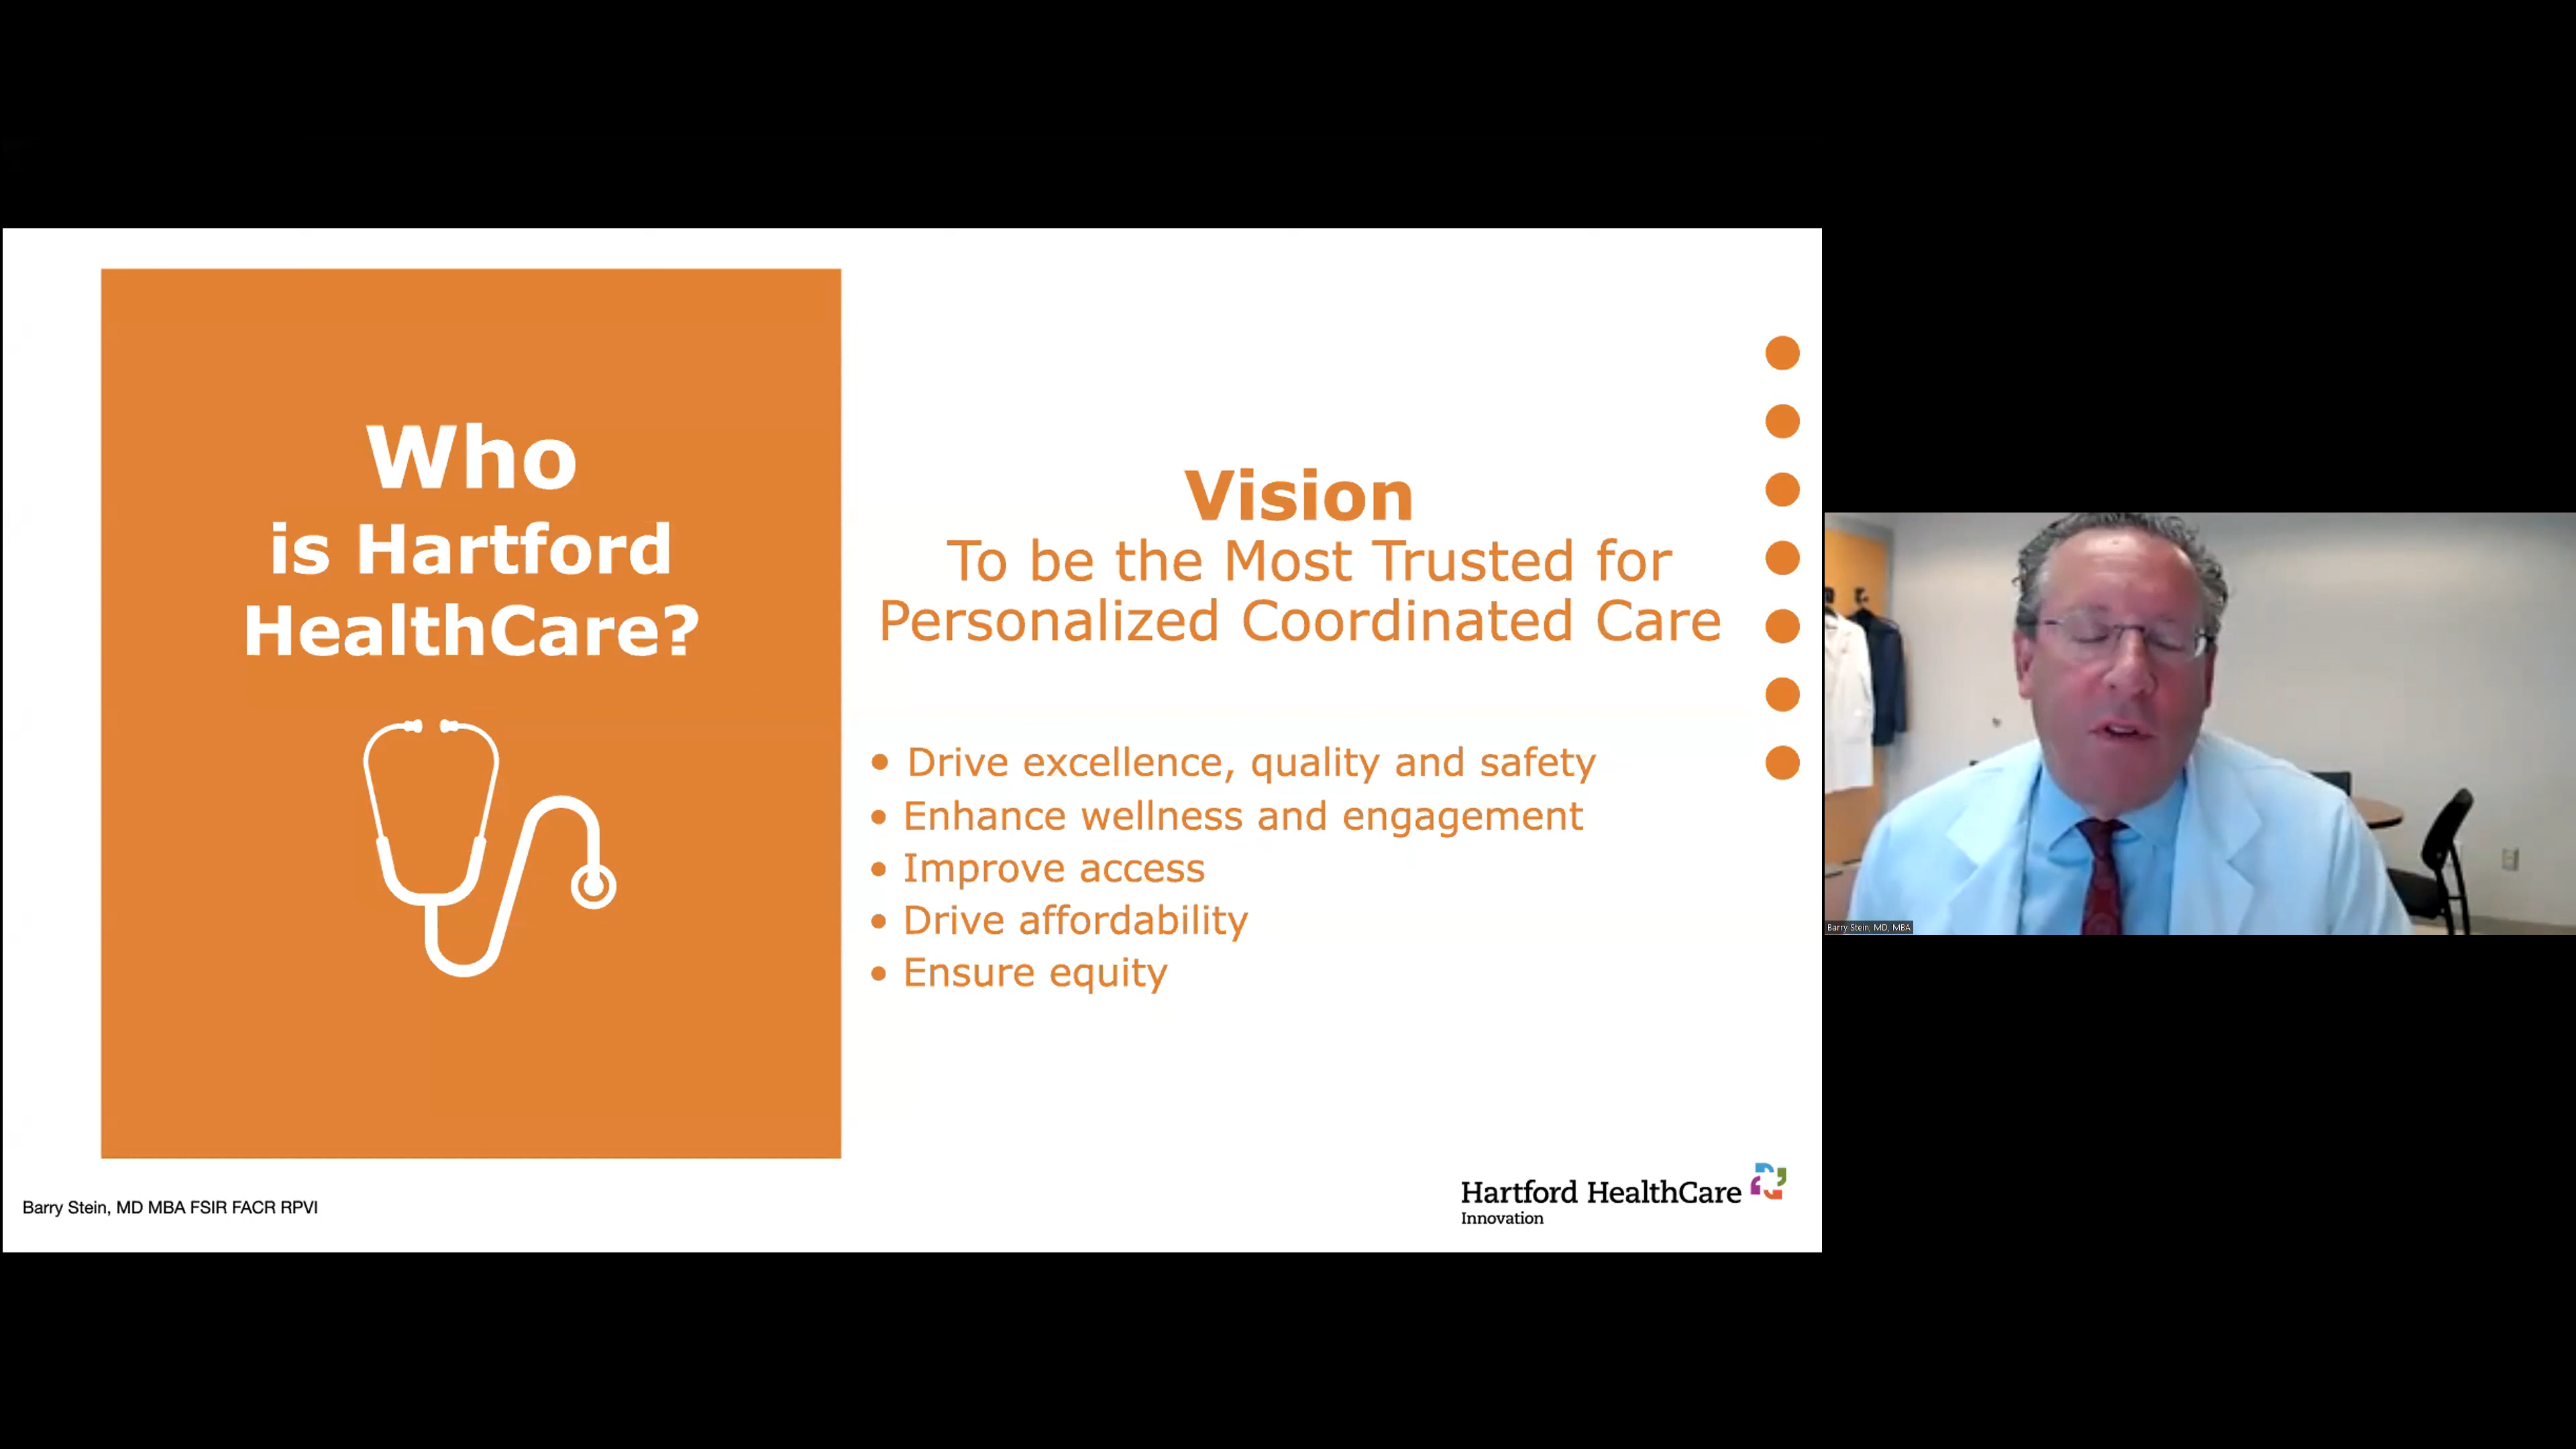 Who
is Hartford
HealthCare?
Vision
To be the Most Trusted for
Personalized Coordinated Care
• Drive excellence, quality and safety
• Enhance wellness and engagement
• Improve access
• Drive affordability
• Ensure equity
Barry Stein, MD MBA FSIR FACR RPVI
Hartford HealthCare
Innovation
Barry Stein, MD, MBA